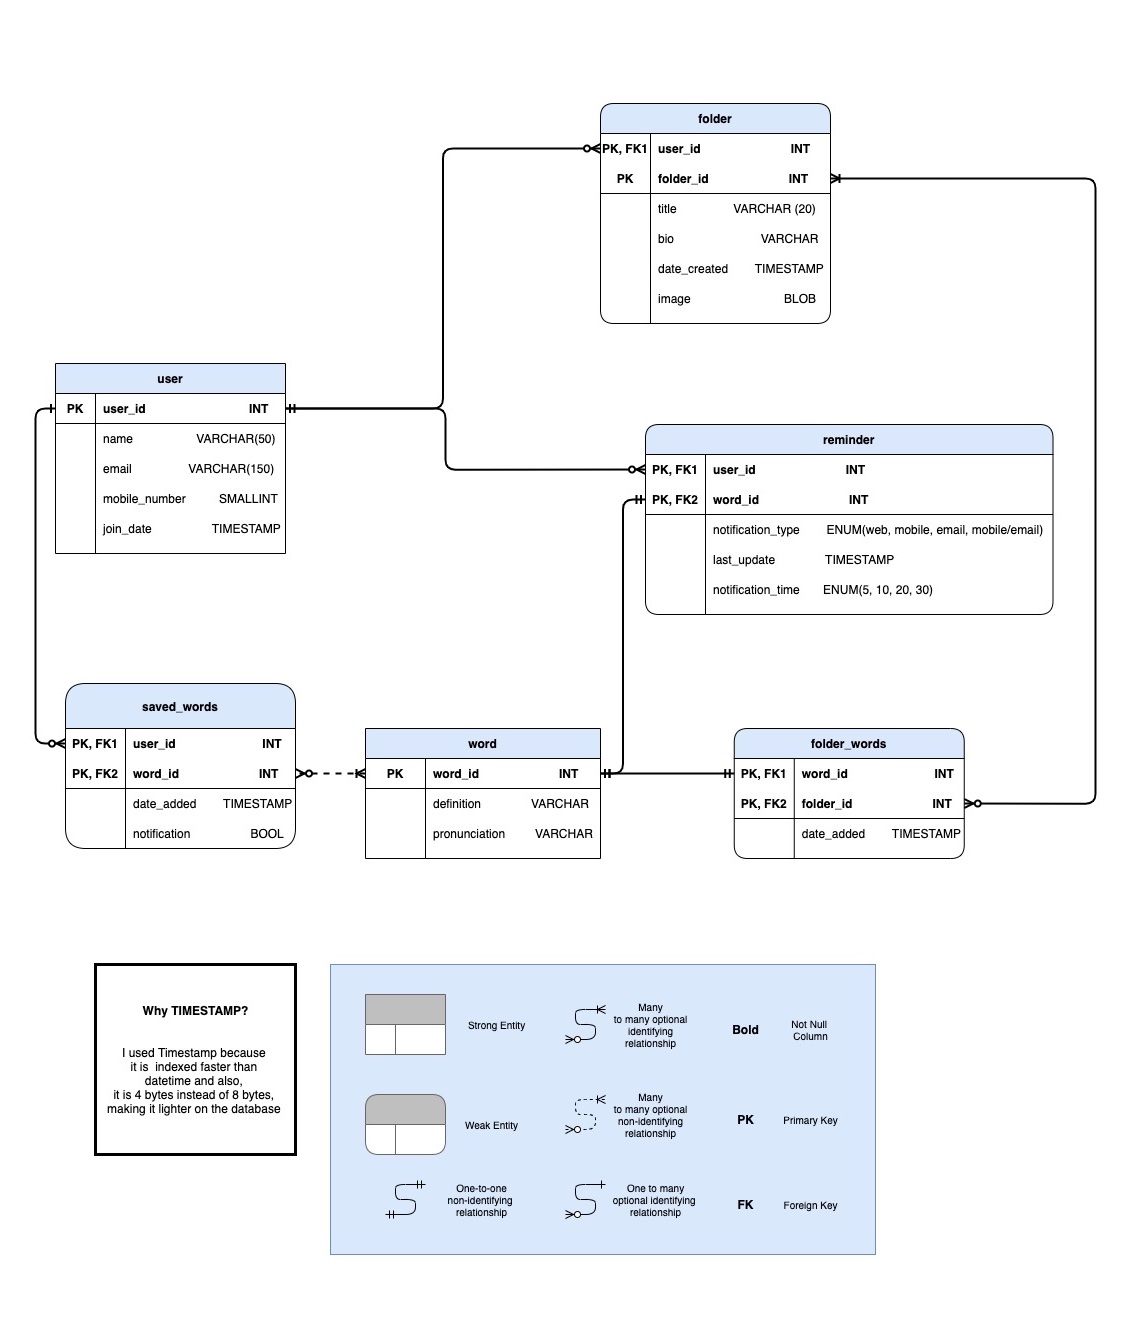 folder
PK, FK1 user_id INT
PK folder_id INT
title VARCHAR (20)
bio VARCHAR
date_created TIMESTAMP
image BLOB
user
PK user_id INT
name VARCHAR(50)
email VARCHAR(150)
mobile_number SMALLINT
join_date TIMESTAMP
reminder
PK, FK1 user_id INT
PK, FK2 word_id INT
notification_type ENUM(web, mobile, email, mobile/email)
last_update TIMESTAMP
notification_time ENUM(5, 10, 20, 30)
saved_words
PK, FK1 user_id INT
PK, FK2 word_id INT
date_added TIMESTAMP
notification BOOL
word
PK word_id INT
definition VARCHAR
pronunciation VARCHAR
folder_words
PK, FK1 word_id INT
PK, FK2 folder_id INT
date_added TIMESTAMP
Why TIMESTAMP?
I used Timestamp because
it is  indexed faster than
datetime and also,
it is 4 bytes instead of 8 bytes,
making it lighter on the database
Strong Entity
Many
to many optional
identifying
relationship
Bold
Not Null
Column
Weak Entity
Many
to many optional
non-identifying
relationship
PK
Primary Key
One-to-one
non-identifying
relationship
One to many
optional identifying
relationship
FK
Foreign Key